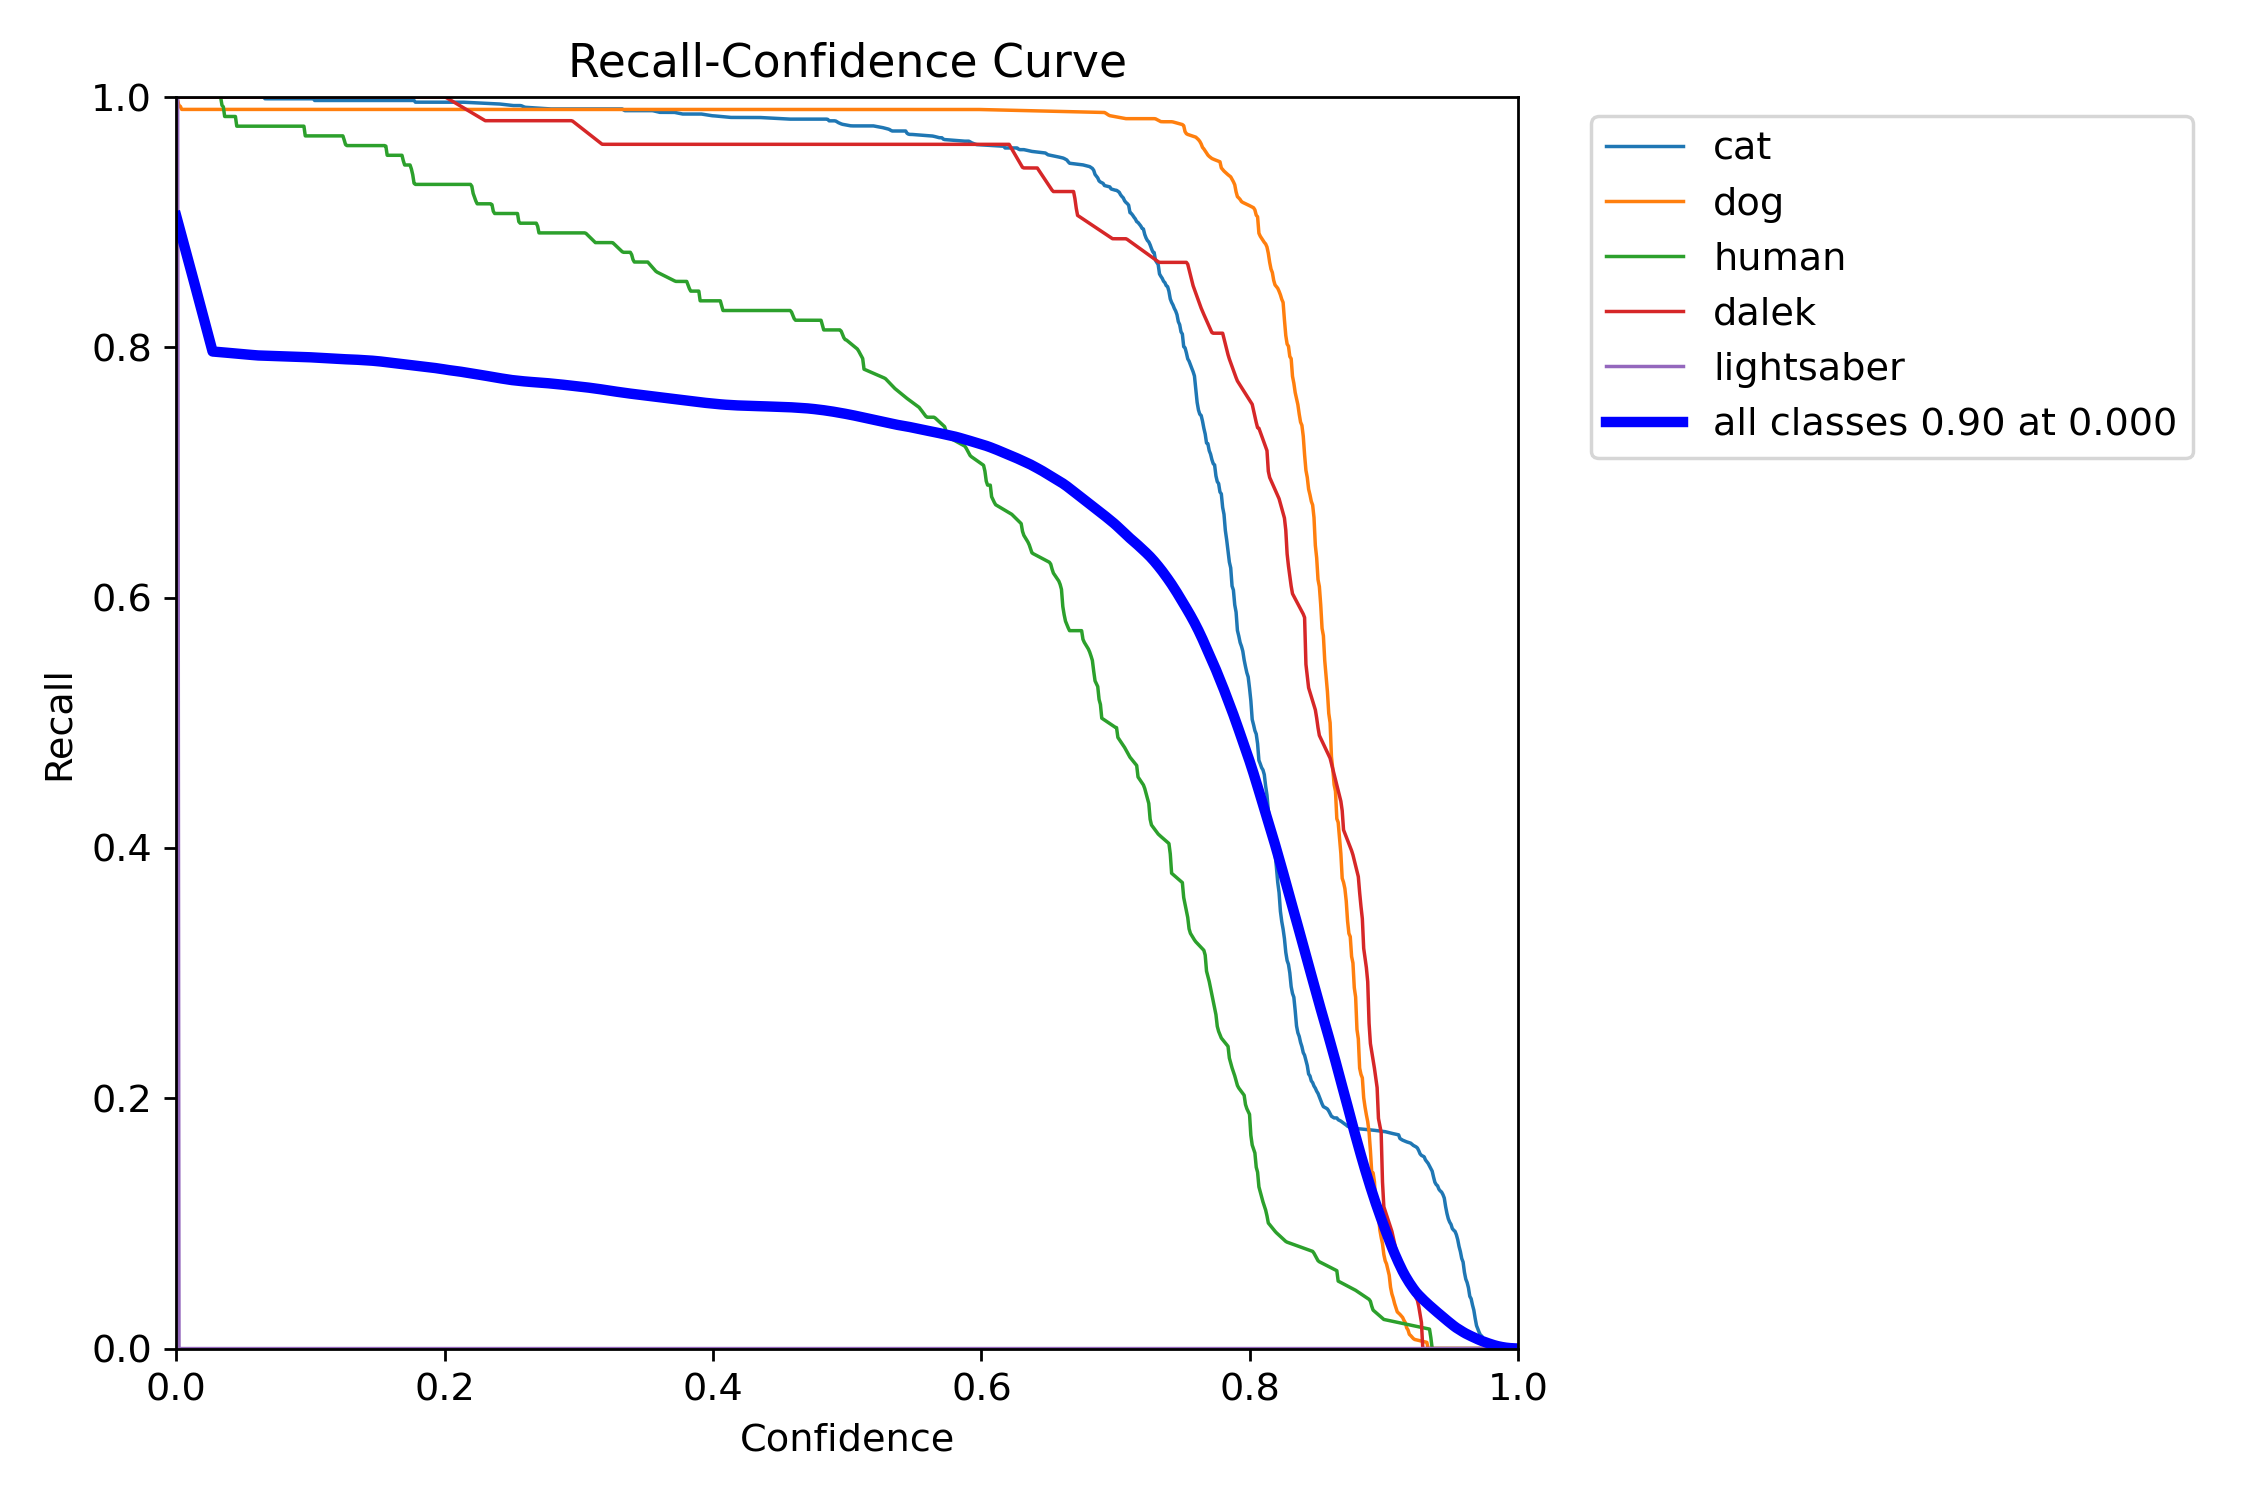 Recall-Confidence Curve
1.0
0.8
0.6
0.4
0.2
0.0
Recall
0.0 0.2 0.4 0.6 0.8 1.0
Confidence
cat
dog
human
dalek
lightsaber
all classes 0.90 at 0.000